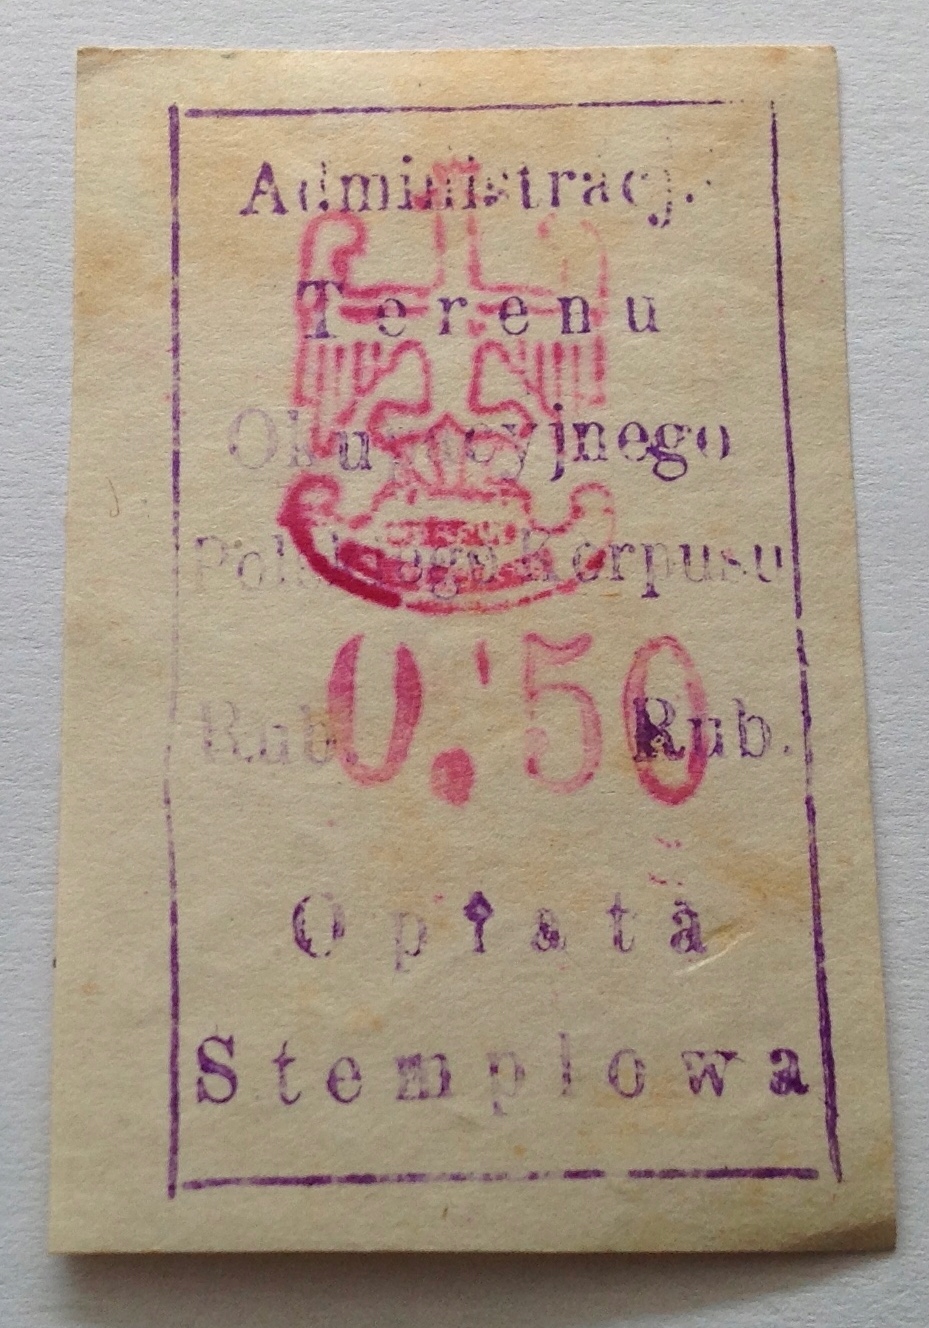 Administracj.
Terenu
Okupacyjnego
Polskiego Korpusu
Rub. 0.50 Rub.
Opłata
Stemplowa